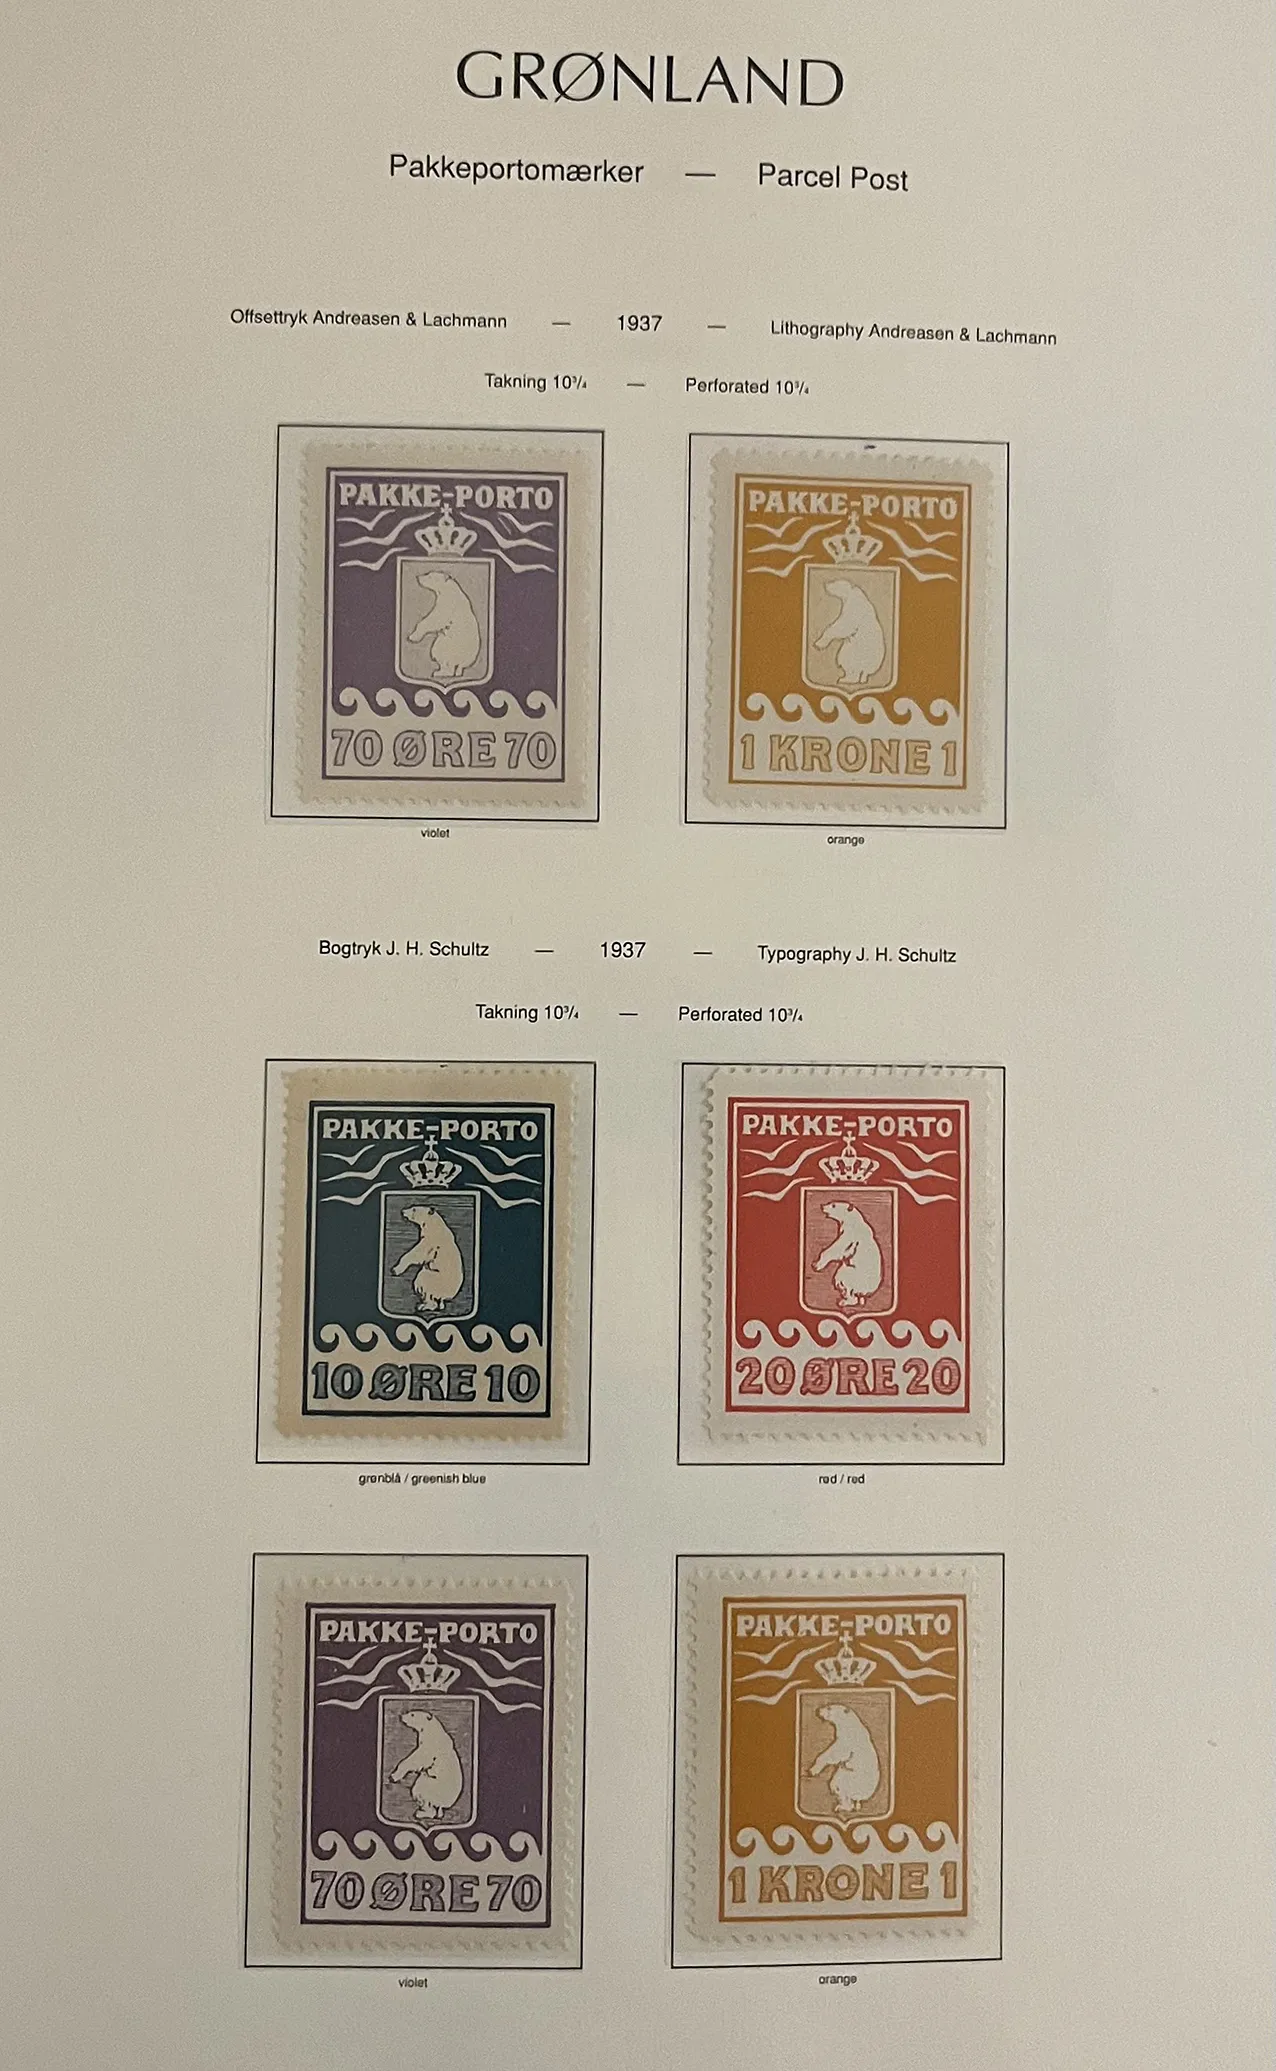 GRØNLAND
Pakkeportomærker — Parcel Post
Offsettryk Andreasen & Lachmann — 1937 — Lithography Andreasen & Lachmann
Takning 10¾ — Perforated 10¾
PAKKE-PORTO
70 ØRE 70
violet
PAKKE-PORTO
1 KRONE 1
orange
Bogtryk J. H. Schultz — 1937 — Typography J. H. Schultz
Takning 10¾ — Perforated 10¾
PAKKE-PORTO
10 ØRE 10
grønblå / greenish blue
PAKKE-PORTO
20 ØRE 20
rød / red
PAKKE-PORTO
70 ØRE 70
violet
PAKKE-PORTO
1 KRONE 1
orange